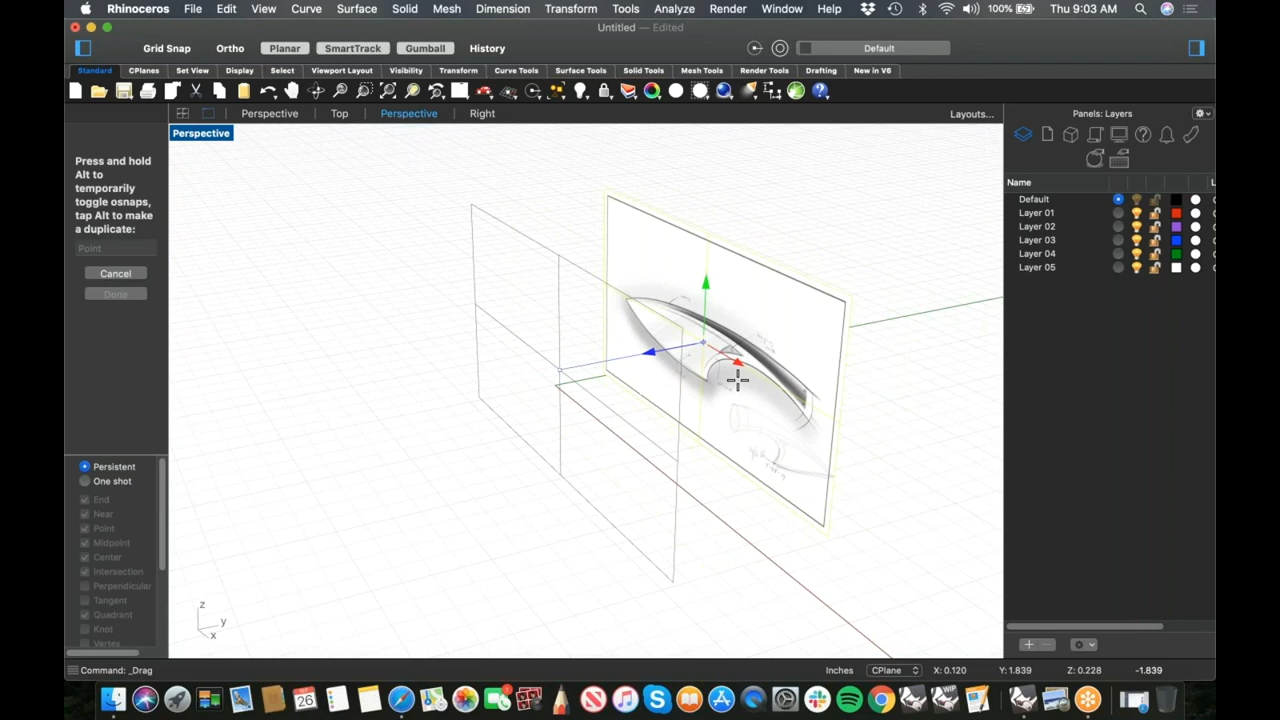 Rhinoceros File Edit View Curve Surface Solid Mesh Dimension Transform Tools Analyze Render Window Help 100% Thu 9:03 AM
Untitled — Edited
Grid Snap Ortho Planar SmartTrack Gumball History Default
Standard CPlanes Set View Display Select Viewport Layout Visibility Transform Curve Tools Surface Tools Solid Tools Mesh Tools Render Tools Drafting New in V6
Perspective Top Perspective Right Layouts... Panels: Layers
Perspective
Press and hold
Alt to
temporarily
toggle osnaps,
tap Alt to make
a duplicate:
Point
Cancel
Done
Name L
Default
Layer 01
Layer 02
Layer 03
Layer 04
Layer 05
Persistent
One shot
End
Near
Point
Midpoint
Center
Intersection
Perpendicular
Tangent
Quadrant
Knot
Vertex
z
y
x
Command: _Drag Inches CPlane X: 0.120 Y: 1.839 Z: 0.228 -1.839
26
1